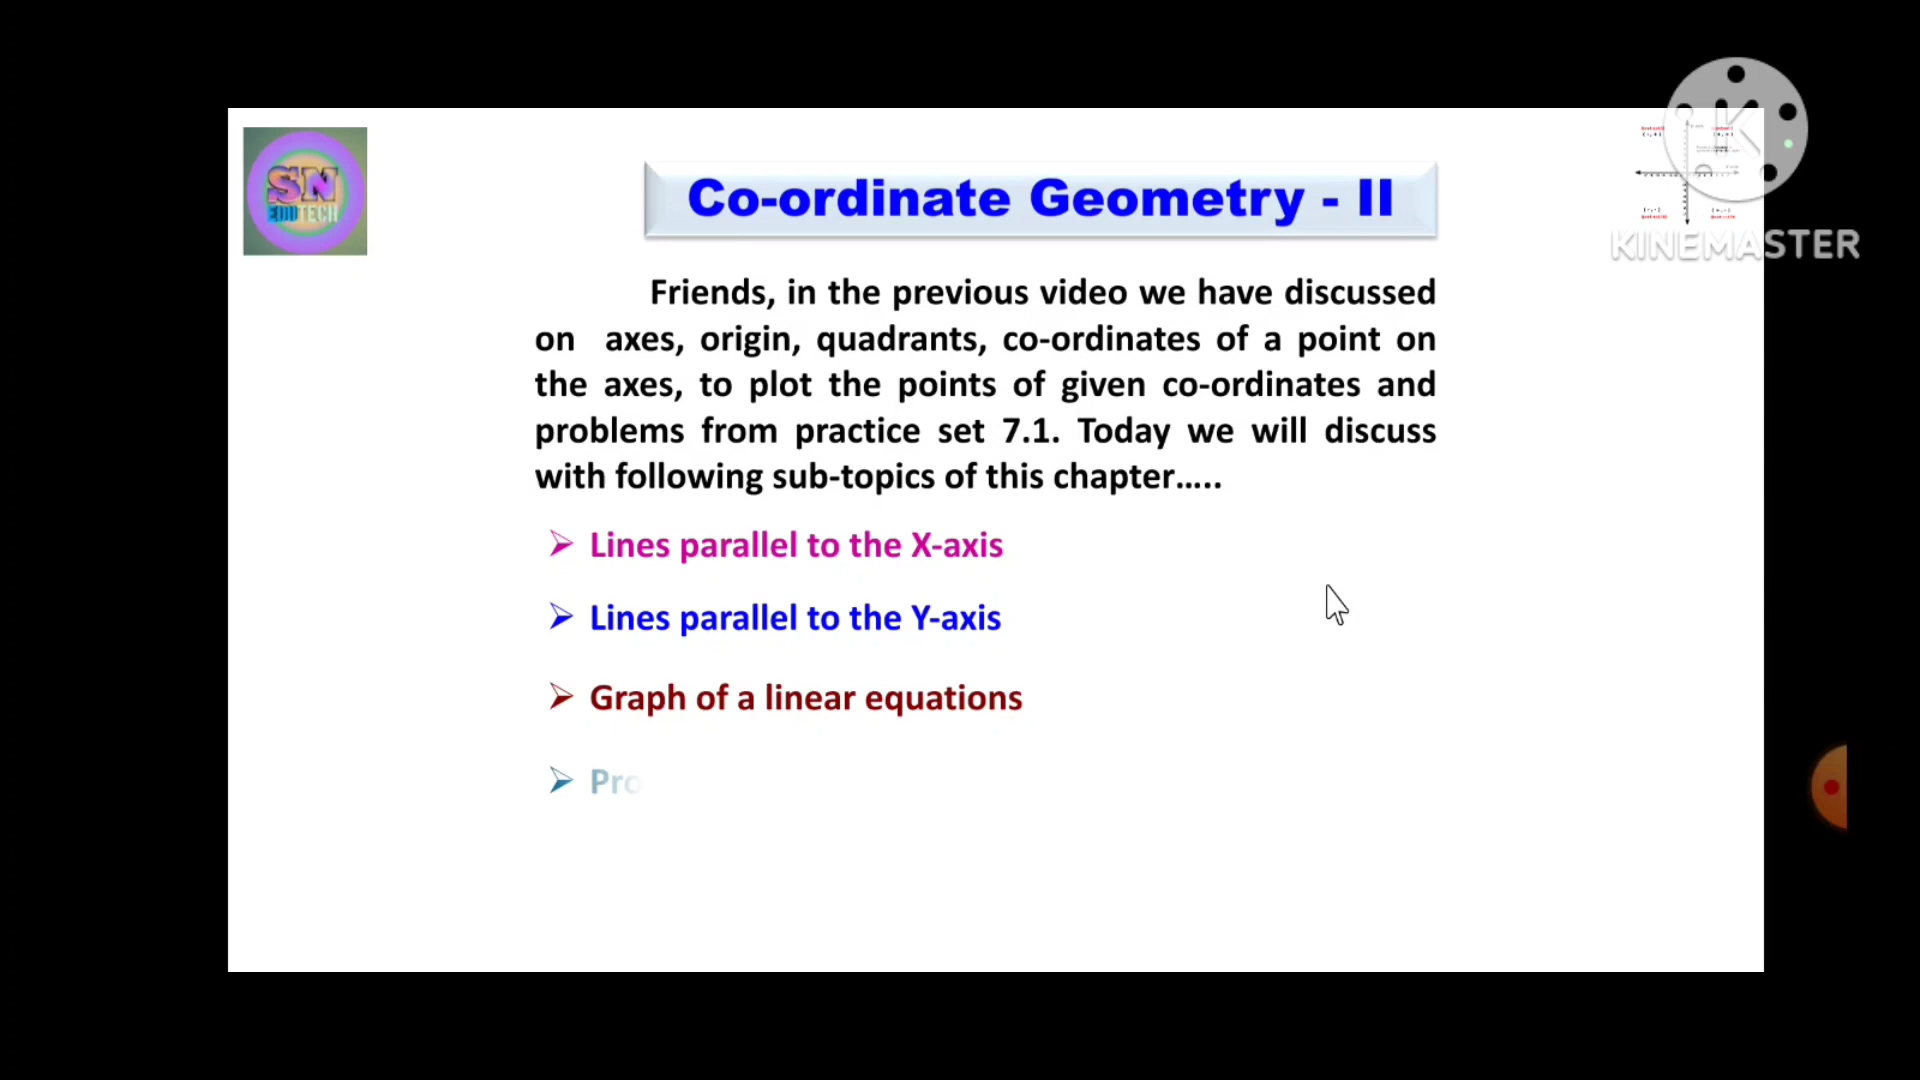 SN
EDUTECH
Co-ordinate Geometry - II
KINEMASTER
Friends, in the previous video we have discussed
on axes, origin, quadrants, co-ordinates of a point on
the axes, to plot the points of given co-ordinates and
problems from practice set 7.1. Today we will discuss
with following sub-topics of this chapter.....
➢ Lines parallel to the X-axis
➢ Lines parallel to the Y-axis
➢ Graph of a linear equations
➢ Pro